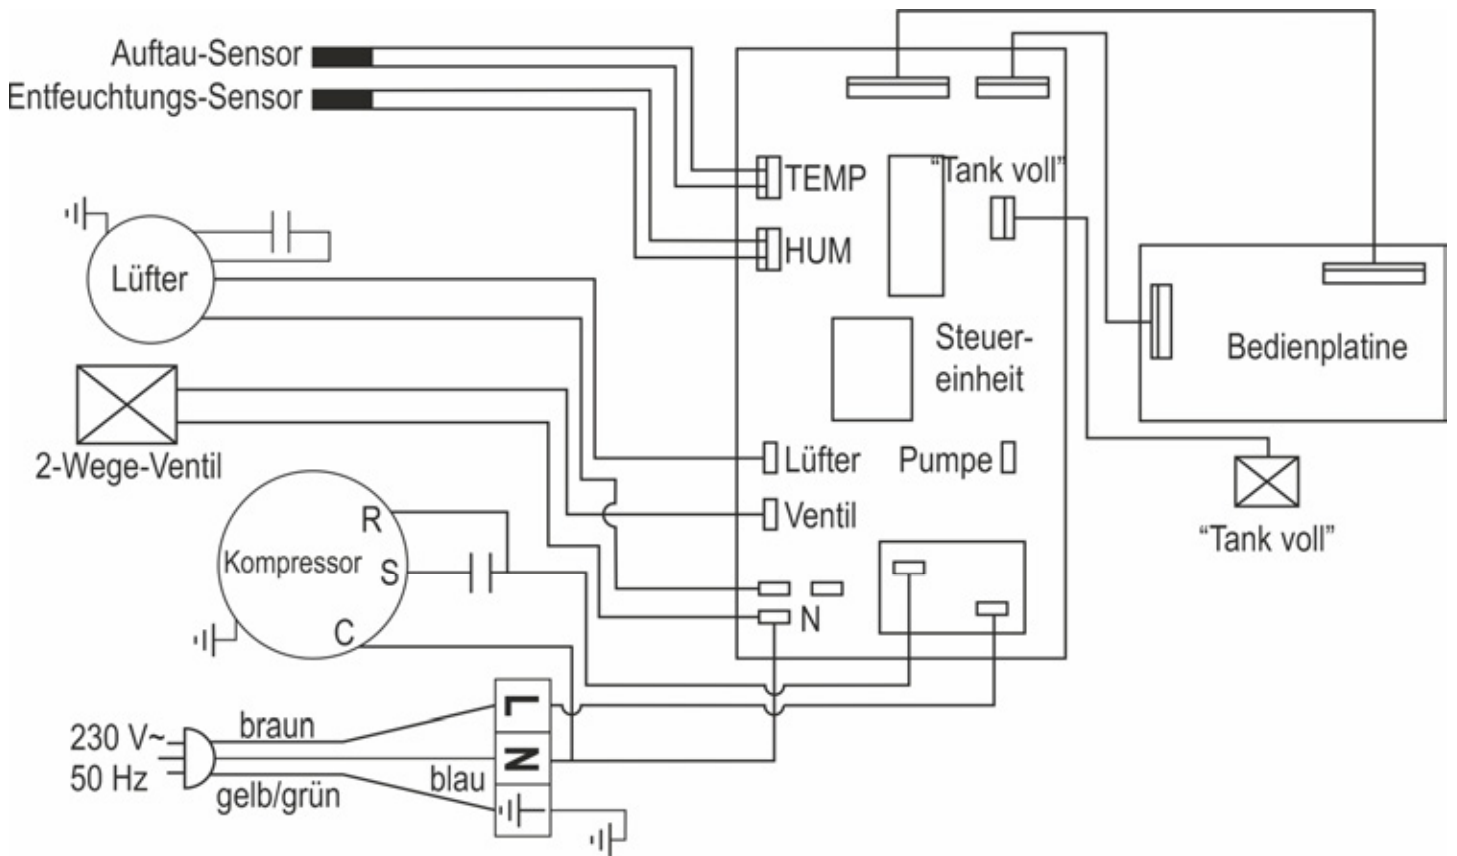 Auftau-Sensor
Entfeuchtungs-Sensor
TEMP
“Tank voll”
HUM
Lüfter
Steuer-
einheit
Bedienplatine
2-Wege-Ventil
Lüfter
Pumpe
Ventil
“Tank voll”
R
Kompressor
S
C
N
L
braun
230 V~
N
50 Hz
blau
gelb/grün